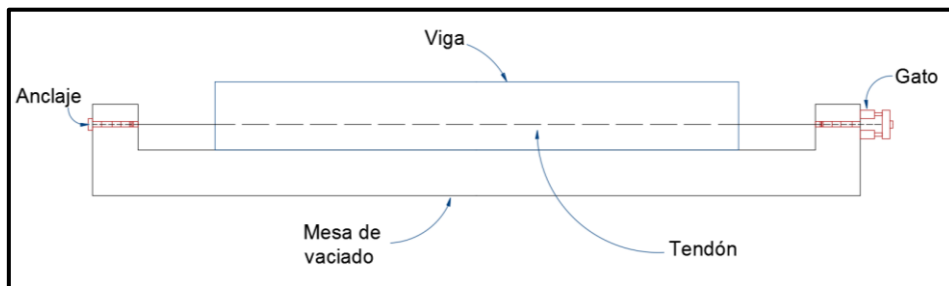 Viga
Gato
Anclaje
Mesa de
vaciado
Tendón